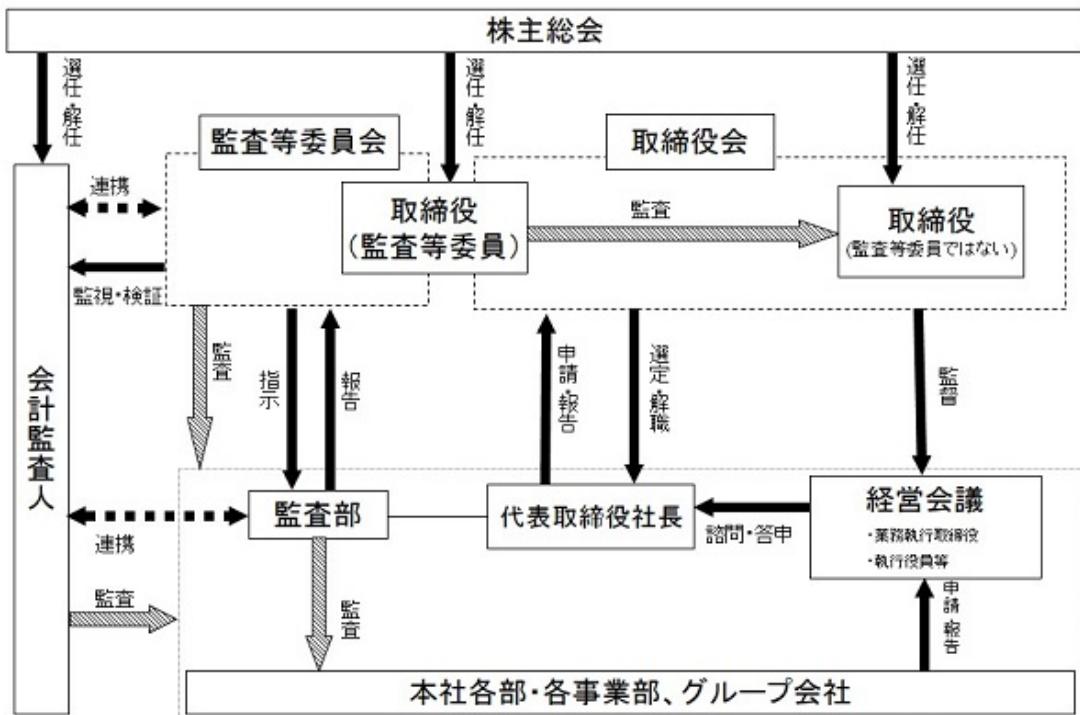 株主総会
選任・解任
選任・解任
選任・解任
監査等委員会
取締役会
連携
取締役
(監査等委員)
監査
取締役
(監査等委員ではない)
監視・検証
監査
指示
報告
申請・報告
選定・解職
監督
会計監査人
監査部
代表取締役社長
経営会議
・業務執行取締役
・執行役員等
諮問・答申
連携
監査
監査
申請・報告
本社各部・各事業部、グループ会社